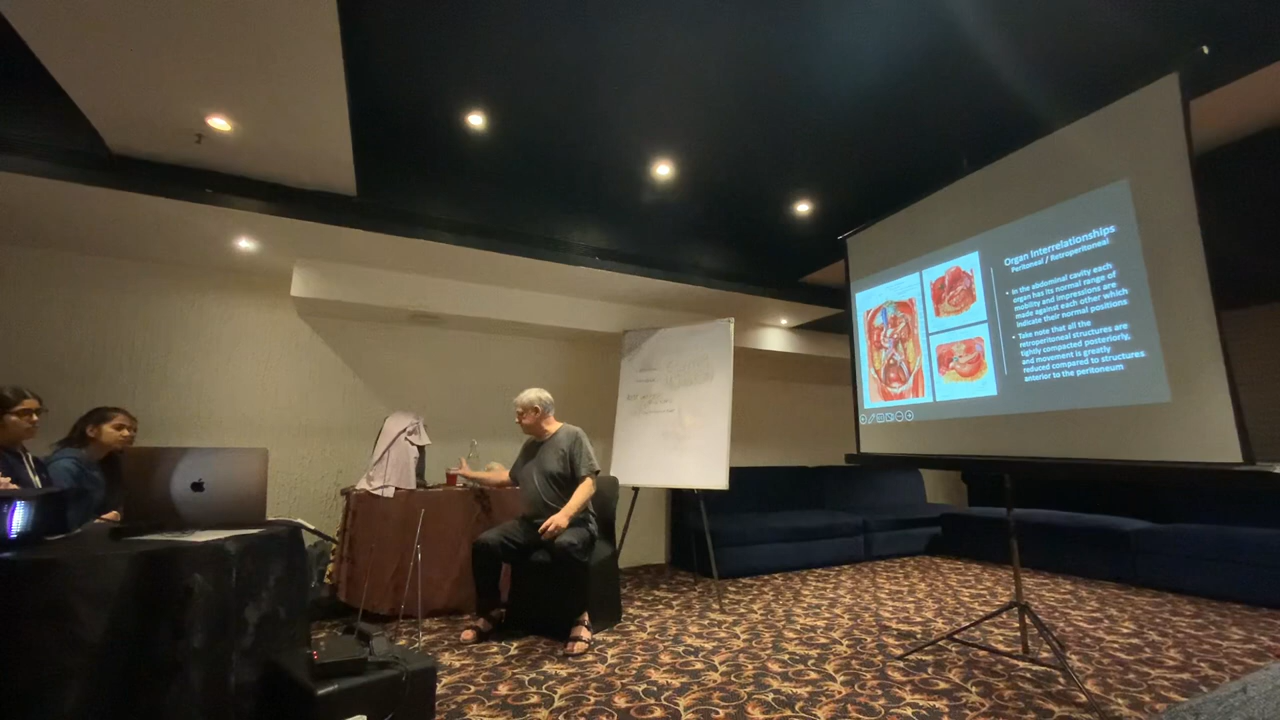 Organ Interrelationships
Peritoneal / Retroperitoneal
• In the abdominal cavity each
organ has its normal range of
mobility and impressions are
made against each other which
indicate their normal positions
• Take note that all the
retroperitoneal structures are
tightly compacted posteriorly,
and movement is greatly
reduced compared to structures
anterior to the peritoneum